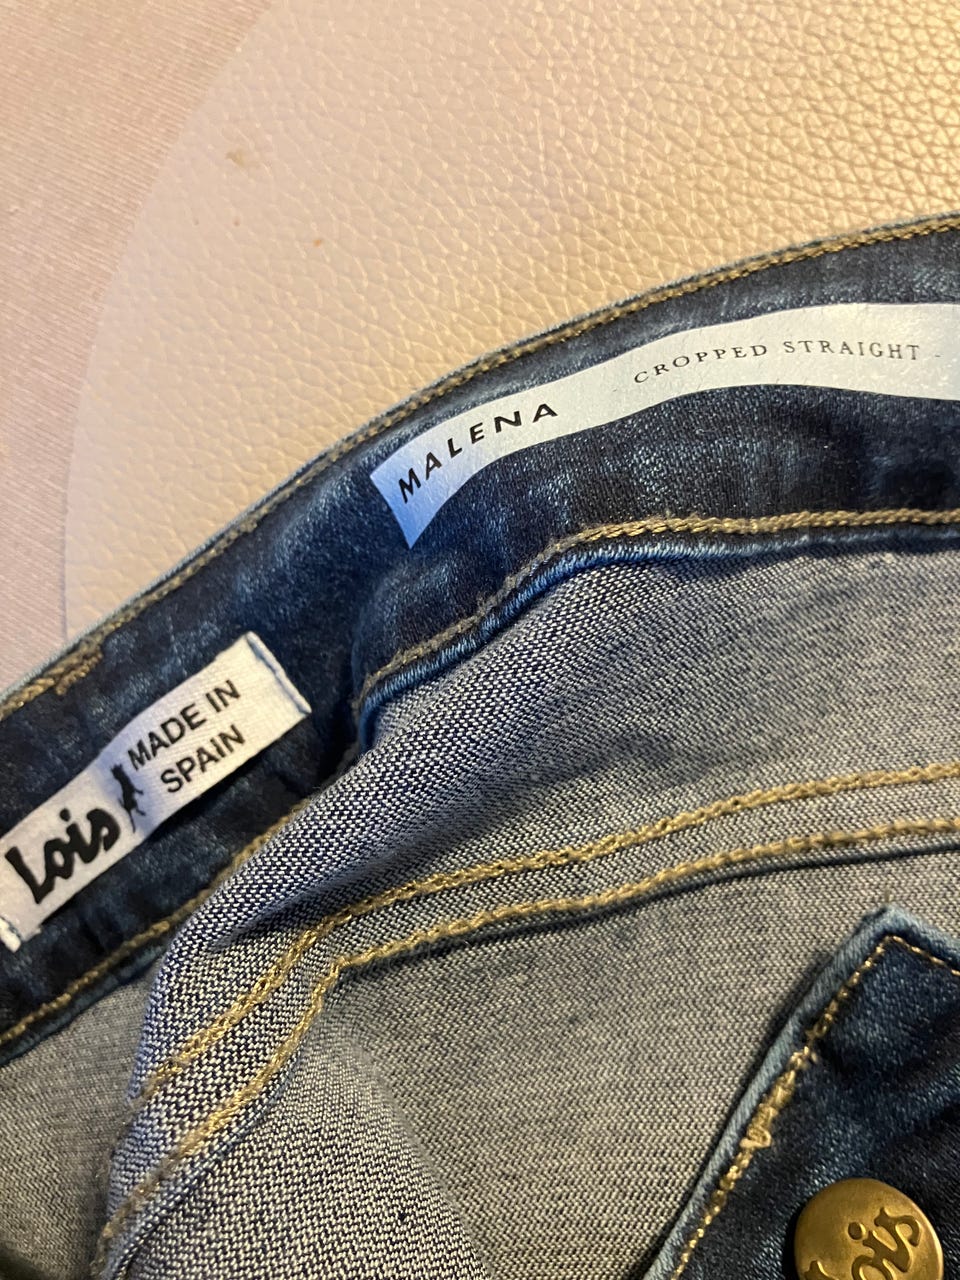 MALENA
- CROPPED STRAIGHT -
Lois
MADE IN
SPAIN
Lois